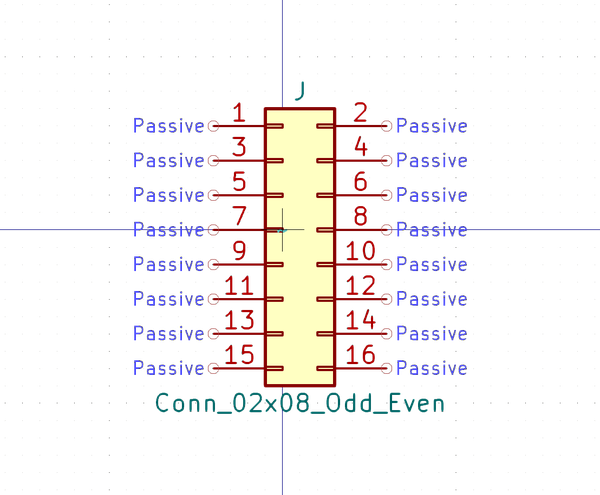 J
Passive 1 2 Passive
Passive 3 4 Passive
Passive 5 6 Passive
Passive 7 8 Passive
Passive 9 10 Passive
Passive 11 12 Passive
Passive 13 14 Passive
Passive 15 16 Passive
Conn_02x08_Odd_Even